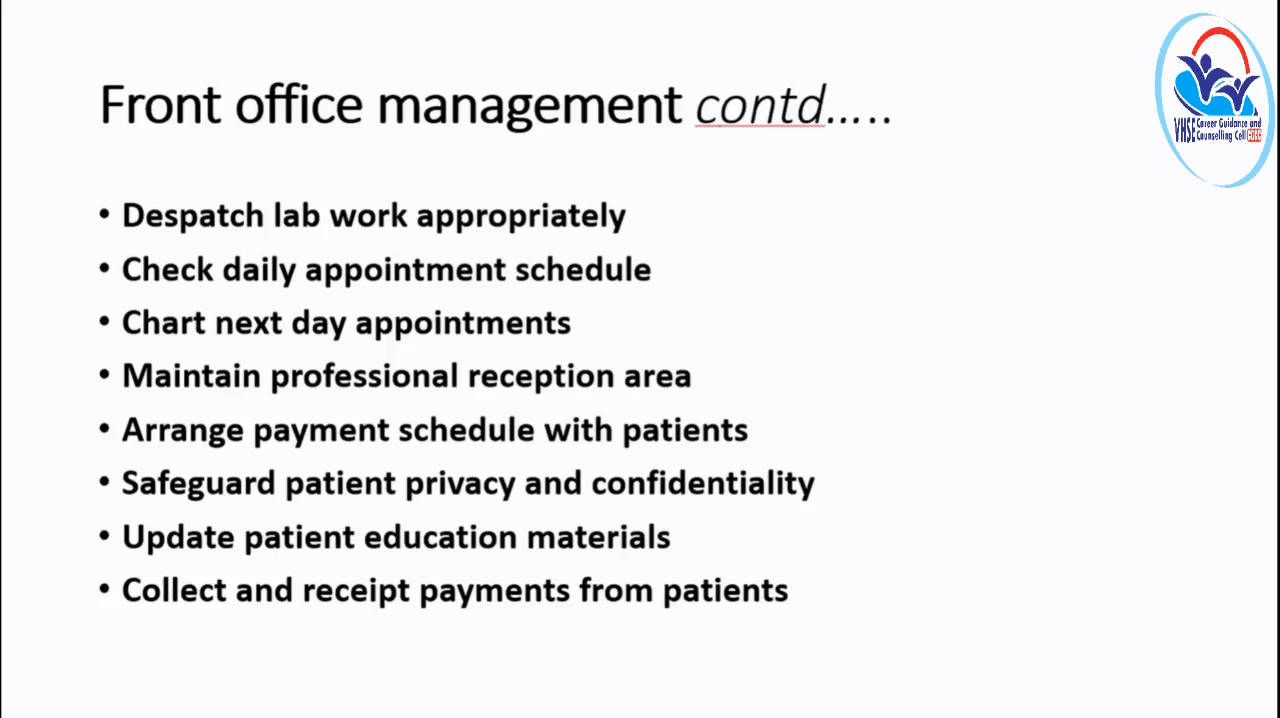 Front office management contd.....
• Despatch lab work appropriately
• Check daily appointment schedule
• Chart next day appointments
• Maintain professional reception area
• Arrange payment schedule with patients
• Safeguard patient privacy and confidentiality
• Update patient education materials
• Collect and receipt payments from patients
VHSE Career Guidance and
Counselling Cell CGCC